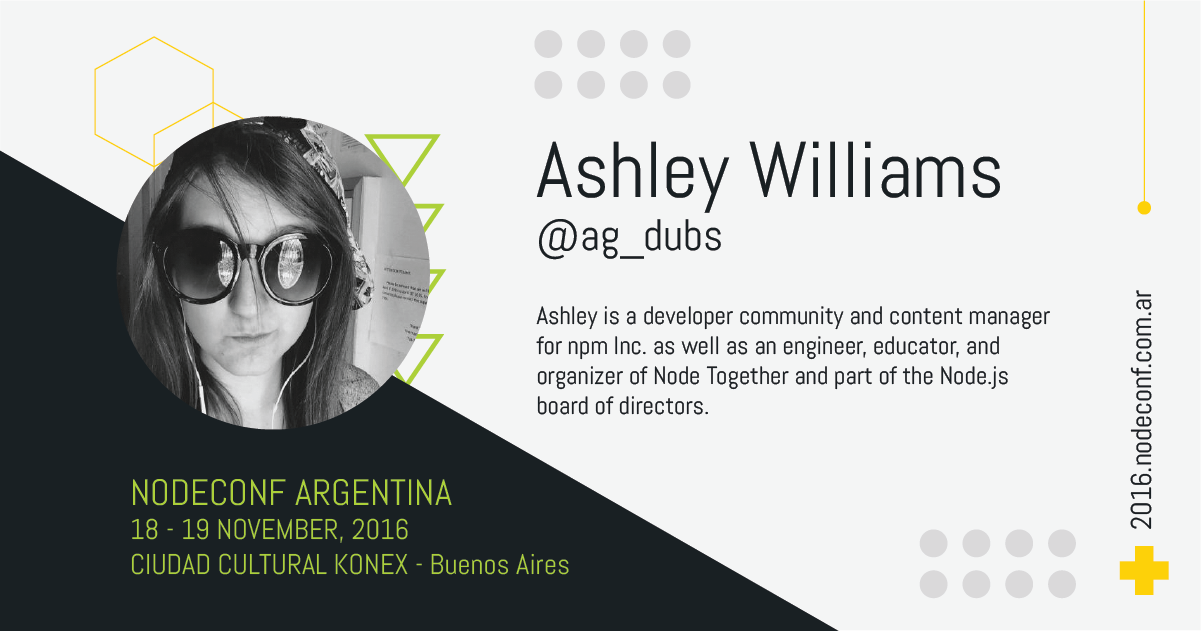 Ashley Williams
@ag_dubs
Ashley is a developer community and content manager
for npm Inc. as well as an engineer, educator, and
organizer of Node Together and part of the Node.js
board of directors.
NODECONF ARGENTINA
18 - 19 NOVEMBER, 2016
CIUDAD CULTURAL KONEX - Buenos Aires
2016.nodeconf.com.ar